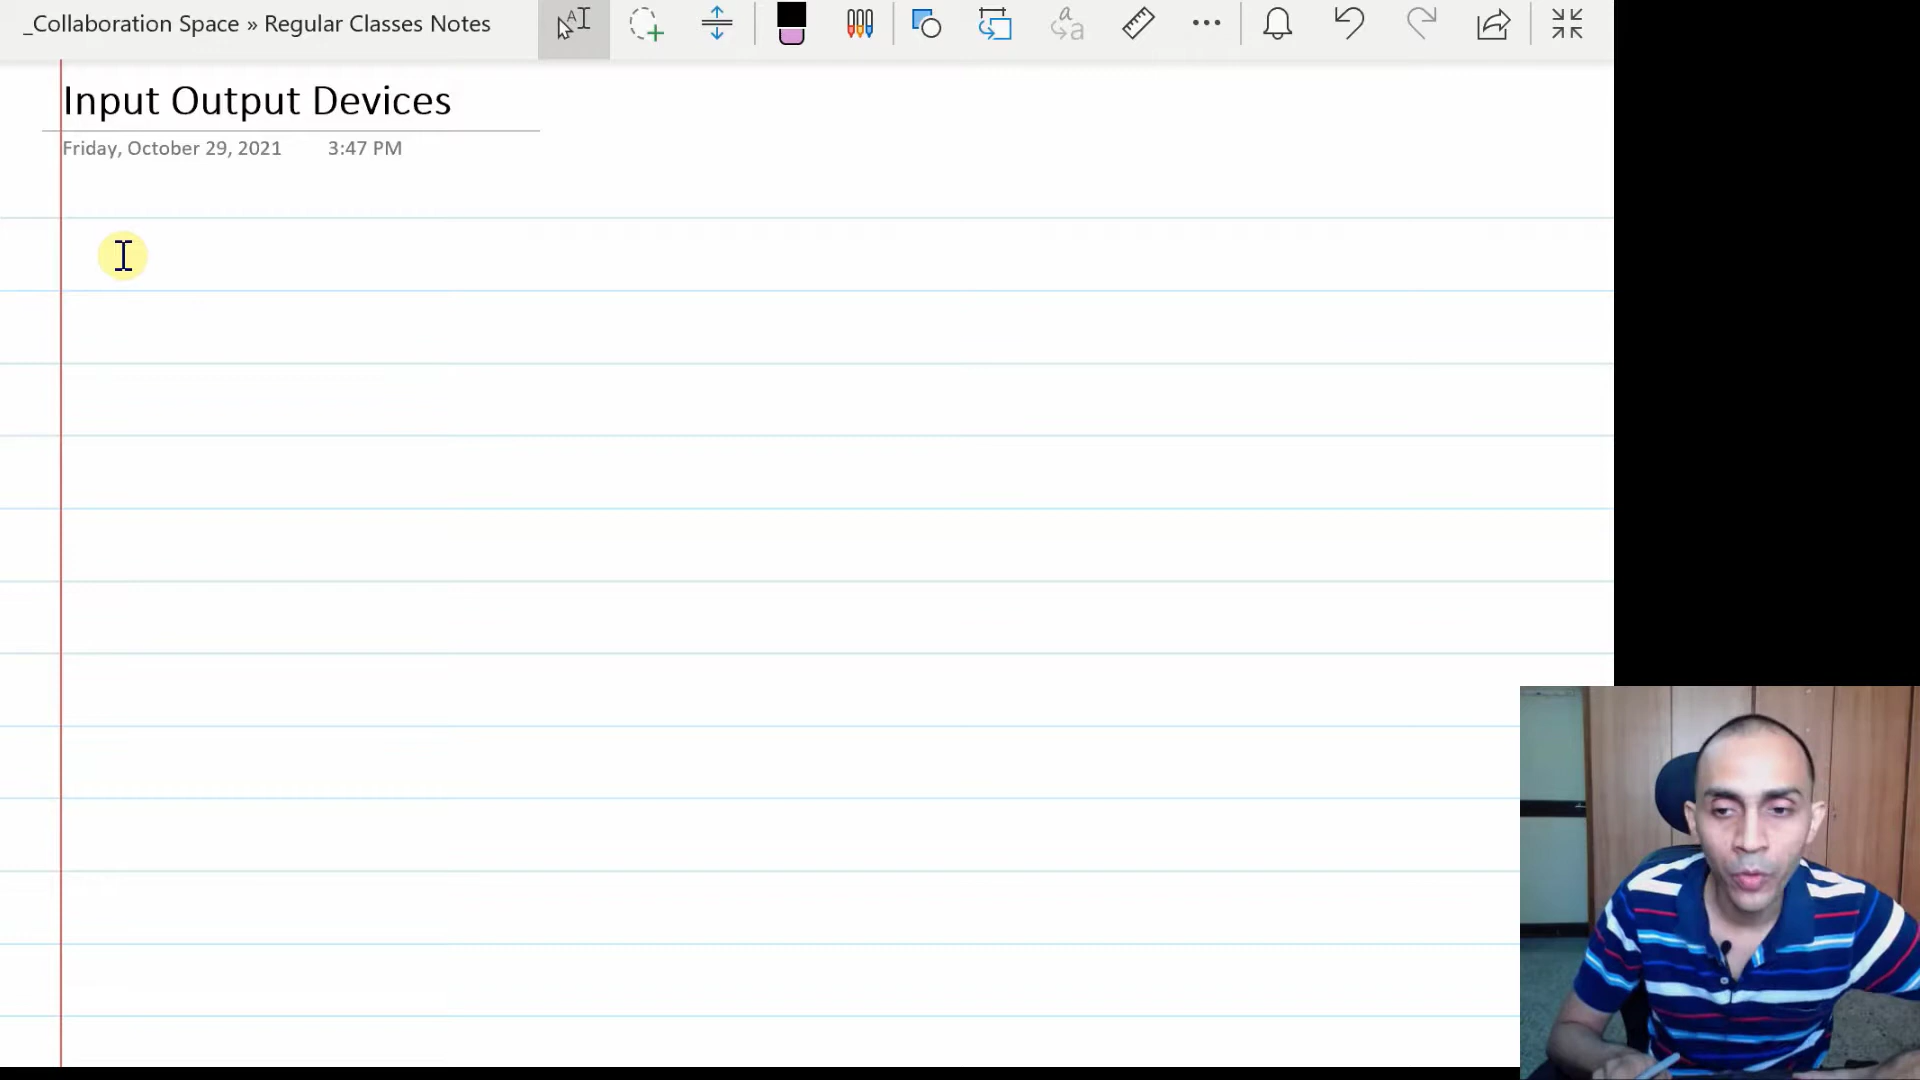 _Collaboration Space » Regular Classes Notes
Input Output Devices
Friday, October 29, 2021 3:47 PM